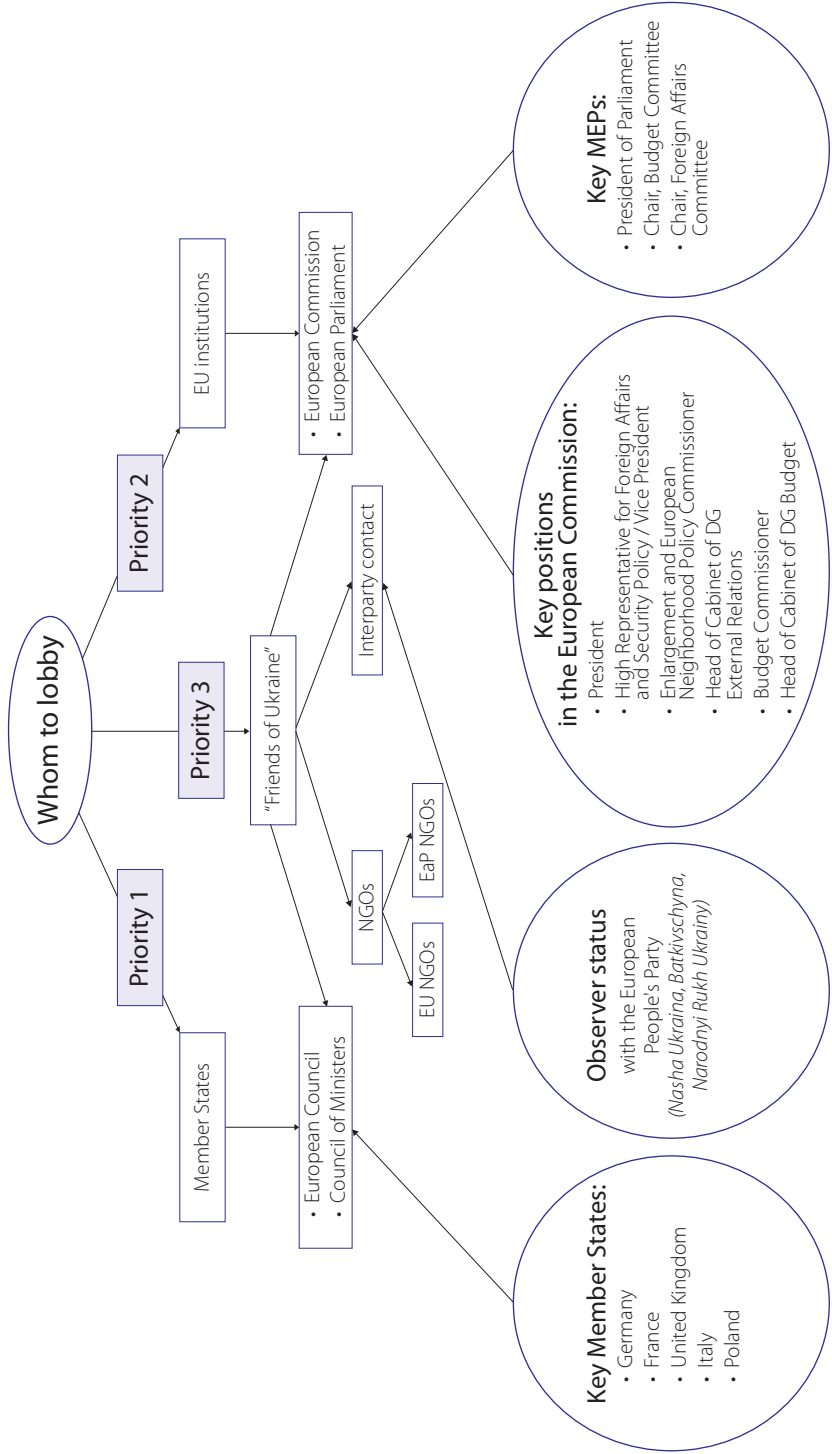 Whom to lobby
Priority 1
Priority 3
Priority 2
Member States
"Friends of Ukraine"
EU institutions
• European Council
• Council of Ministers
NGOs
Interparty contact
• European Commission
• European Parliament
EU NGOs
EaP NGOs
Key Member States:
• Germany
• France
• United Kingdom
• Italy
• Poland
Observer status
with the European
People's Party
(Nasha Ukraina, Batkivschyna,
Narodnyi Rukh Ukrainy)
Key positions
in the European Commission:
• President
• High Representative for Foreign Affairs
and Security Policy / Vice President
• Enlargement and European
Neighborhood Policy Commissioner
• Head of Cabinet of DG
External Relations
• Budget Commissioner
• Head of Cabinet of DG Budget
Key MEPs:
• President of Parliament
• Chair, Budget Committee
• Chair, Foreign Affairs
Committee